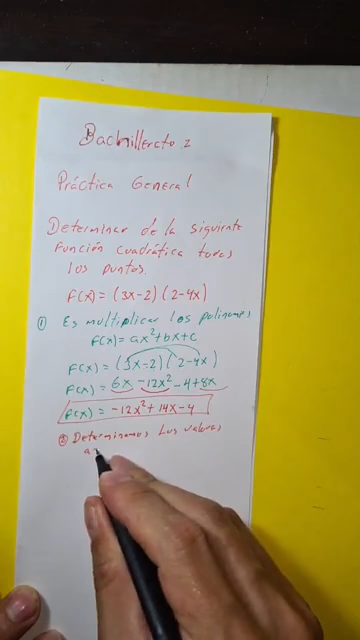 Bachillerato 2
Práctica General
Determinar de la siguiente
función cuadrática todos
los puntos.
F(x) = (3x-2)(2-4x)
① Es multiplicar los polinomios
F(x) = ax²+bx+c
F(x) = (3x-2)(2-4x)
F(x) = 6x -12x² -4+8x
F(x) = -12x²+14x-4
② Determinamos los valores
a=